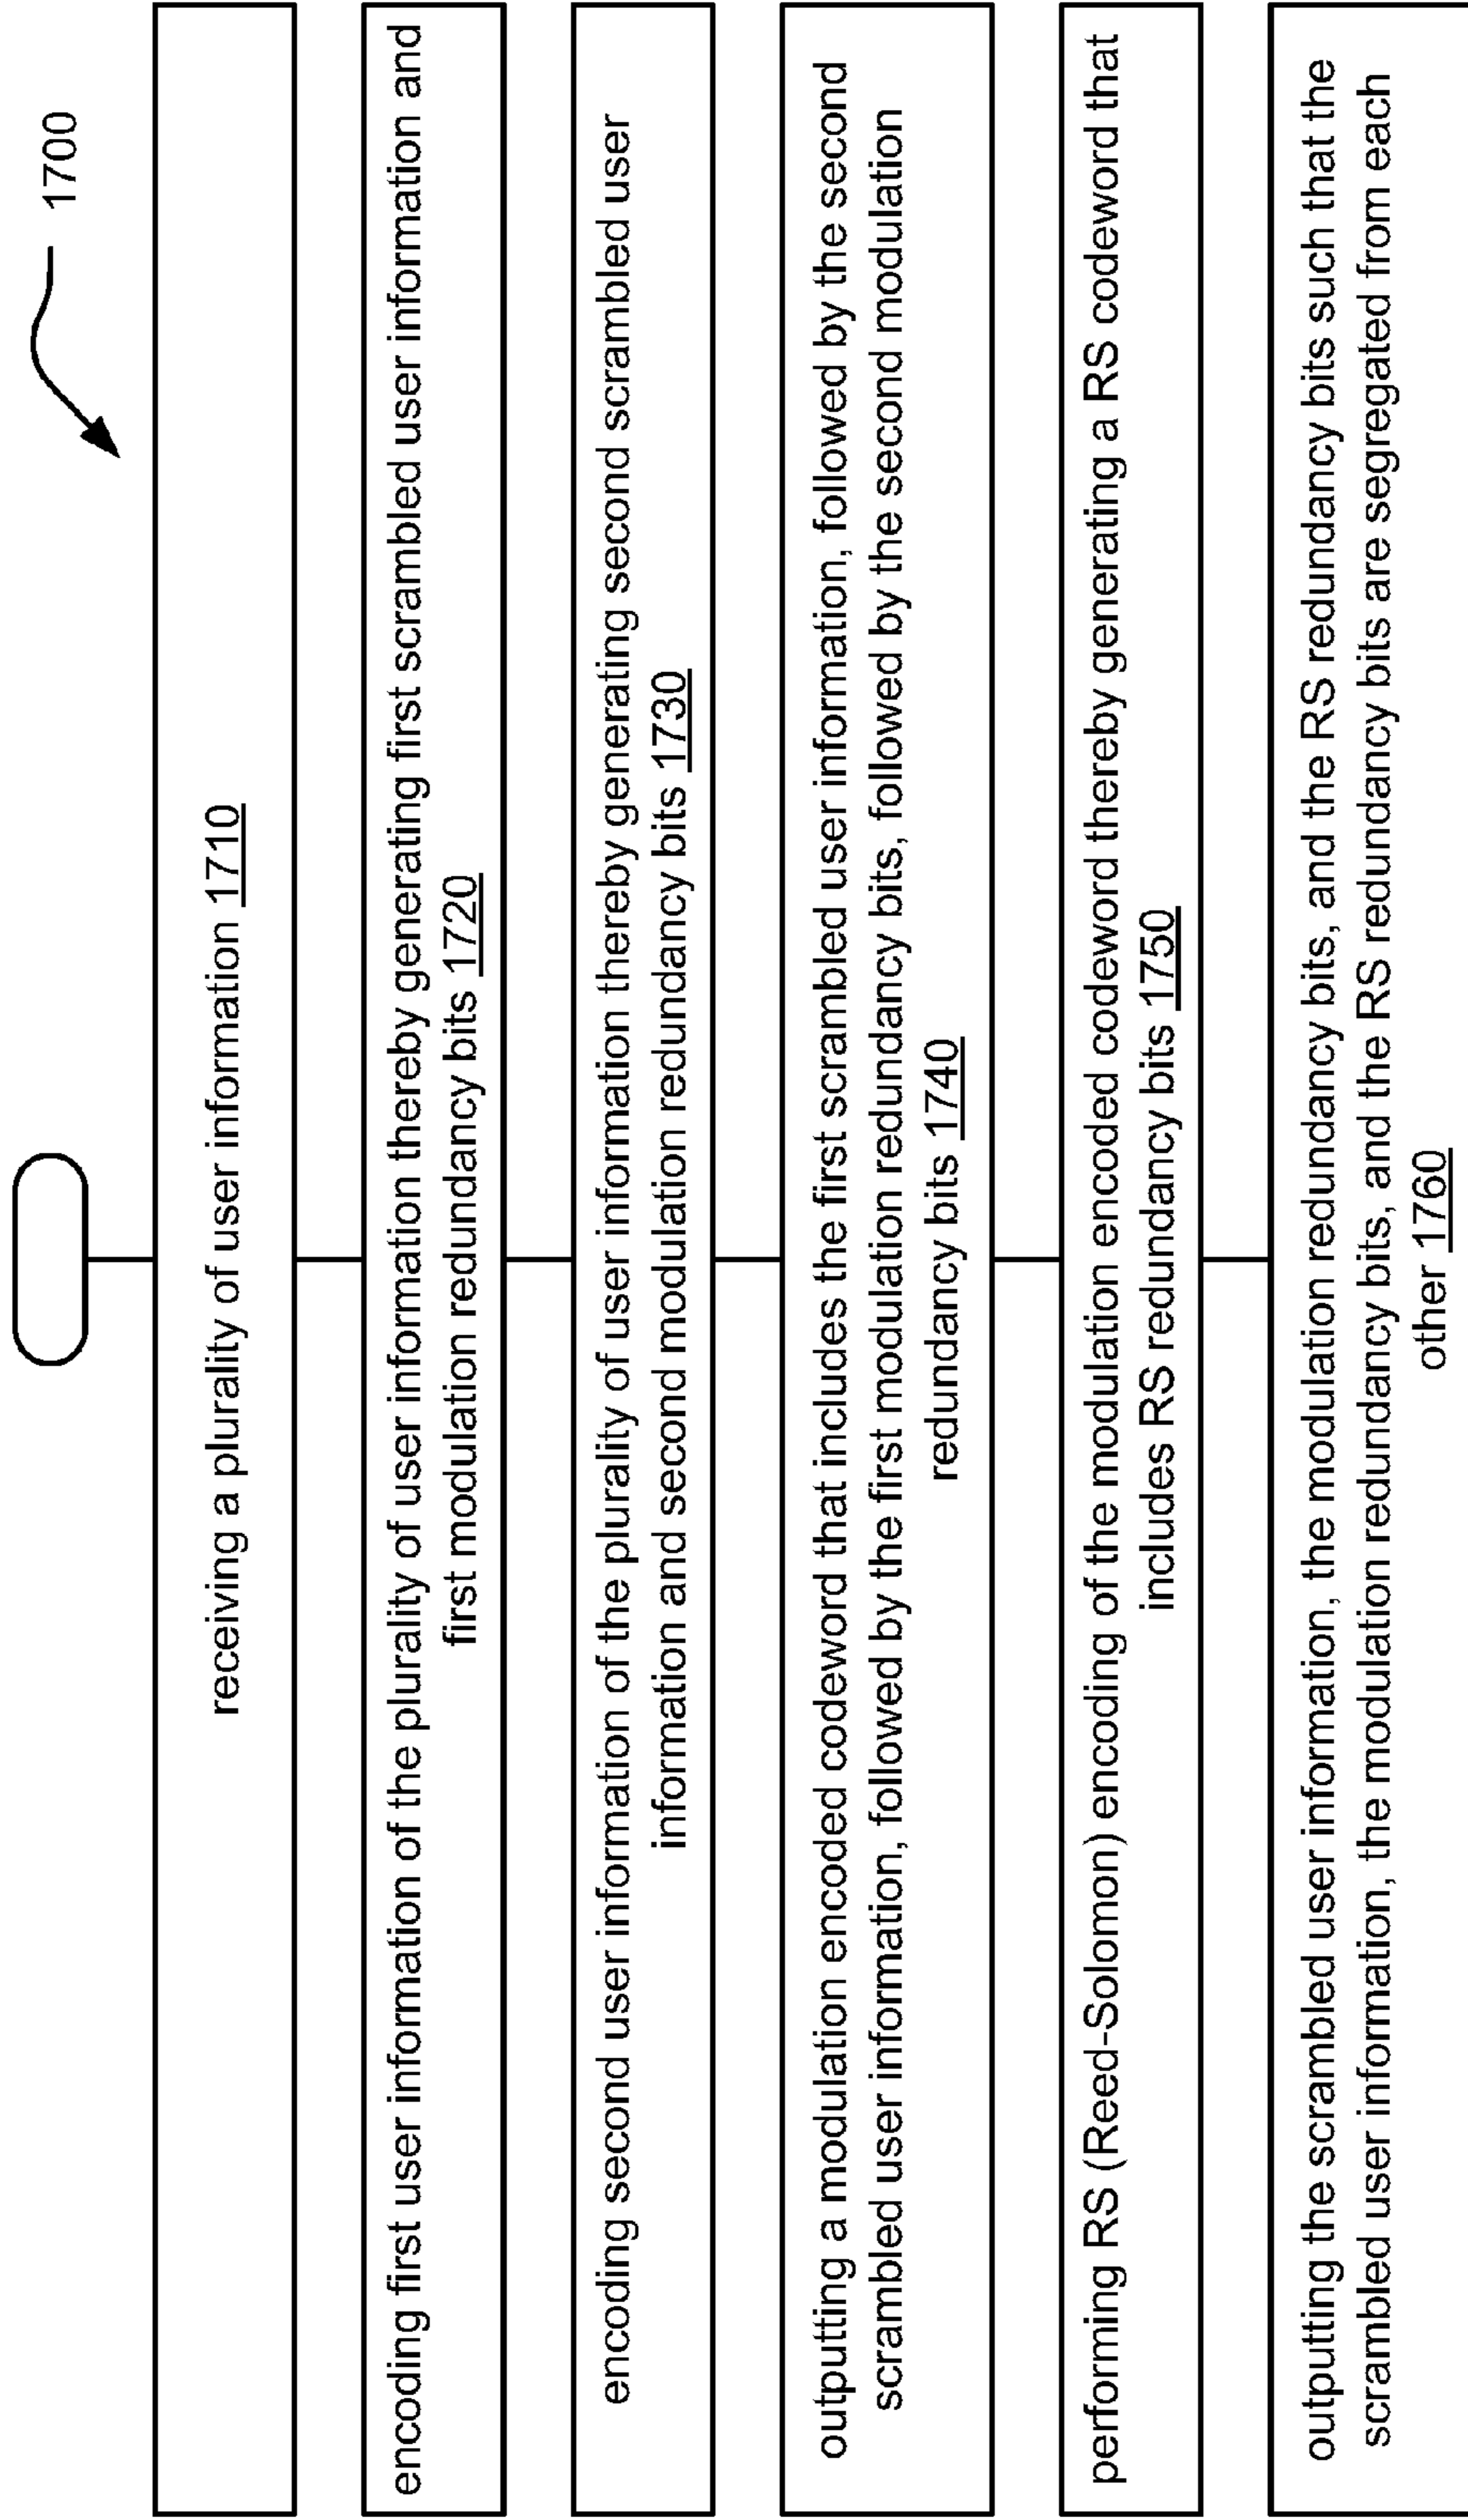 1700
receiving a plurality of user information 1710
encoding first user information of the plurality of user information thereby generating first scrambled user information and
first modulation redundancy bits 1720
encoding second user information of the plurality of user information thereby generating second scrambled user
information and second modulation redundancy bits 1730
outputting a modulation encoded codeword that includes the first scrambled user information, followed by the second
scrambled user information, followed by the first modulation redundancy bits, followed by the second modulation
redundancy bits 1740
performing RS (Reed-Solomon) encoding of the modulation encoded codeword thereby generating a RS codeword that
includes RS redundancy bits 1750
outputting the scrambled user information, the modulation redundancy bits, and the RS redundancy bits such that the
scrambled user information, the modulation redundancy bits, and the RS redundancy bits are segregated from each
other 1760